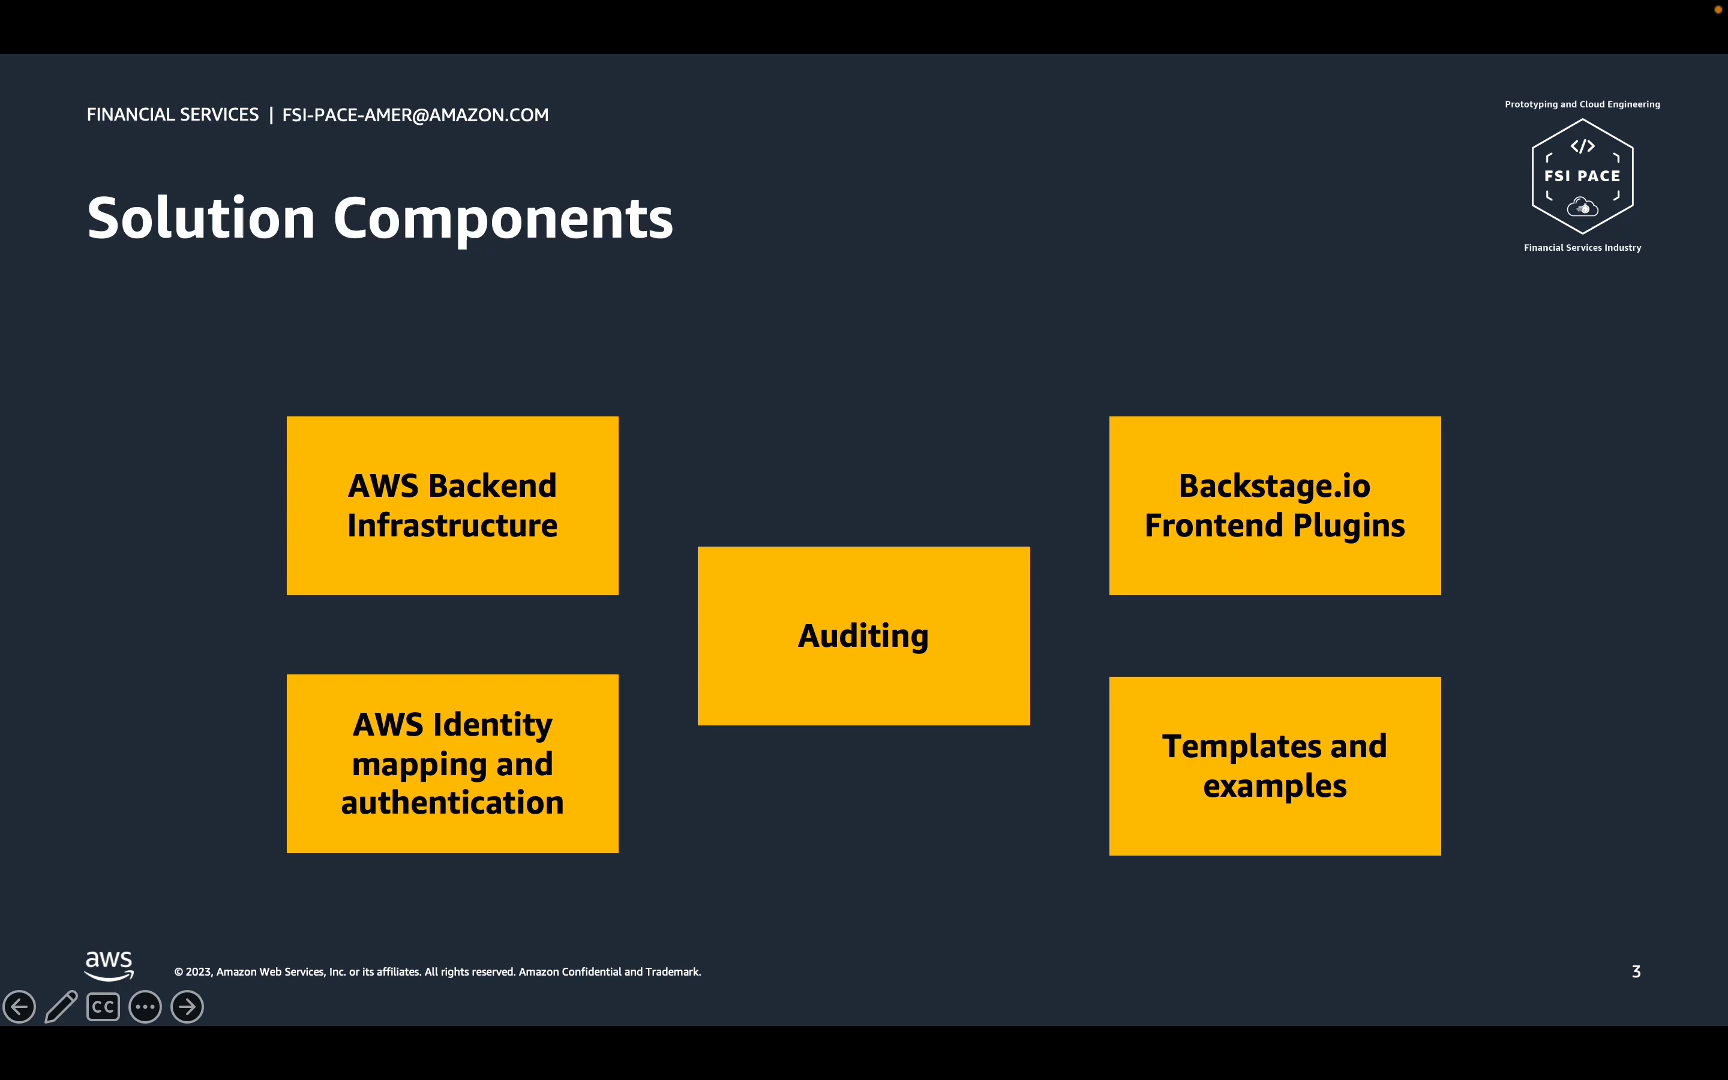 FINANCIAL SERVICES | FSI-PACE-AMER@AMAZON.COM
Prototyping and Cloud Engineering
</>
FSI PACE
Financial Services Industry
Solution Components
AWS Backend
Infrastructure
Backstage.io
Frontend Plugins
Auditing
AWS Identity
mapping and
authentication
Templates and
examples
aws
© 2023, Amazon Web Services, Inc. or its affiliates. All rights reserved. Amazon Confidential and Trademark.
3
CC